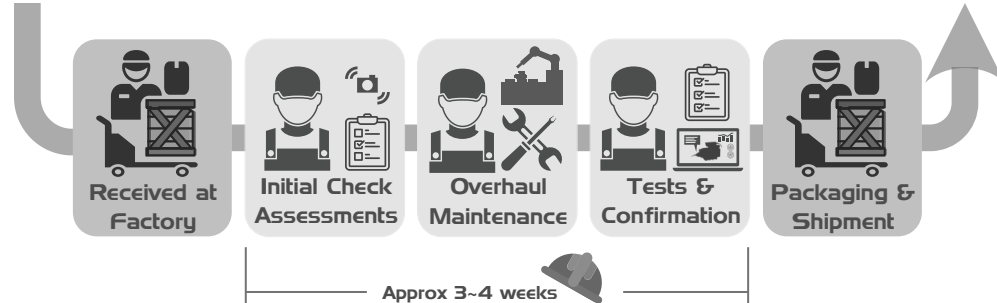 Received at
Factory
Initial Check
Assessments
Overhaul
Maintenance
Tests &
Confirmation
Packaging &
Shipment
Approx 3~4 weeks